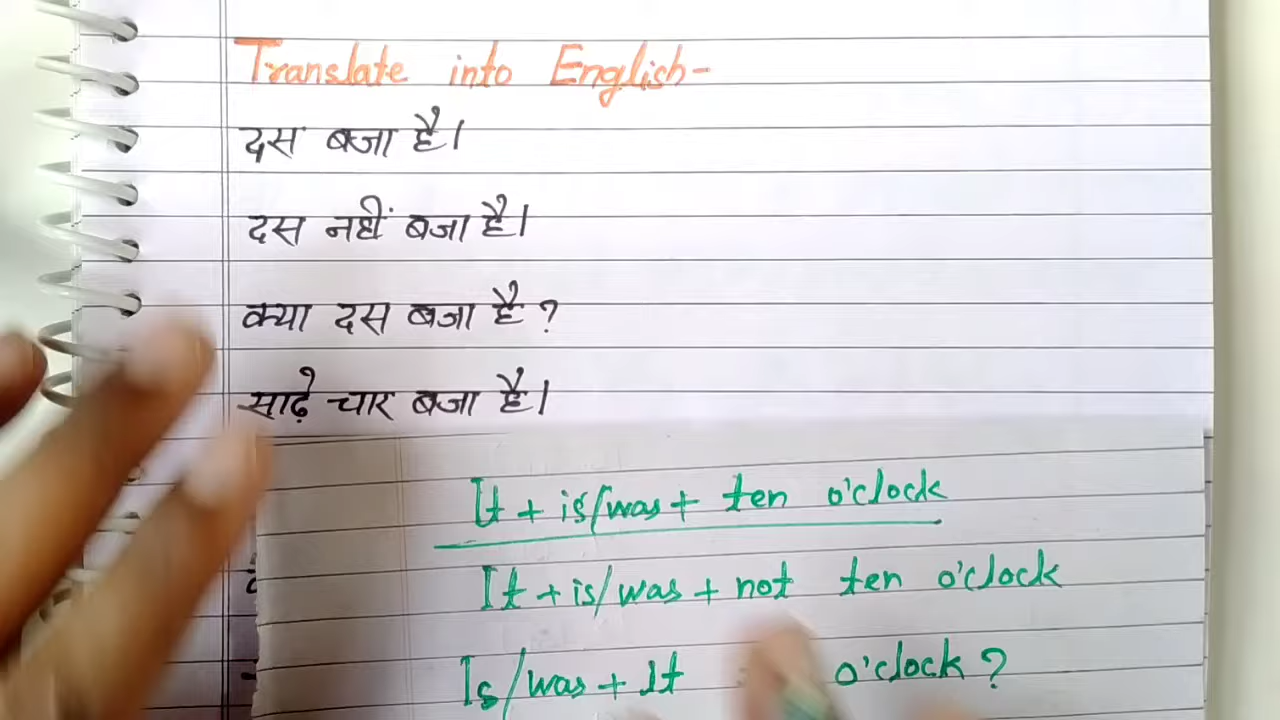 Translate into English-
दस बजा है।
दस नहीं बजा है।
क्या दस बजा है?
साढ़े चार बजा है।
It + is/was + ten o'clock
It + is/was + not ten o'clock
Is/was + It o'clock?